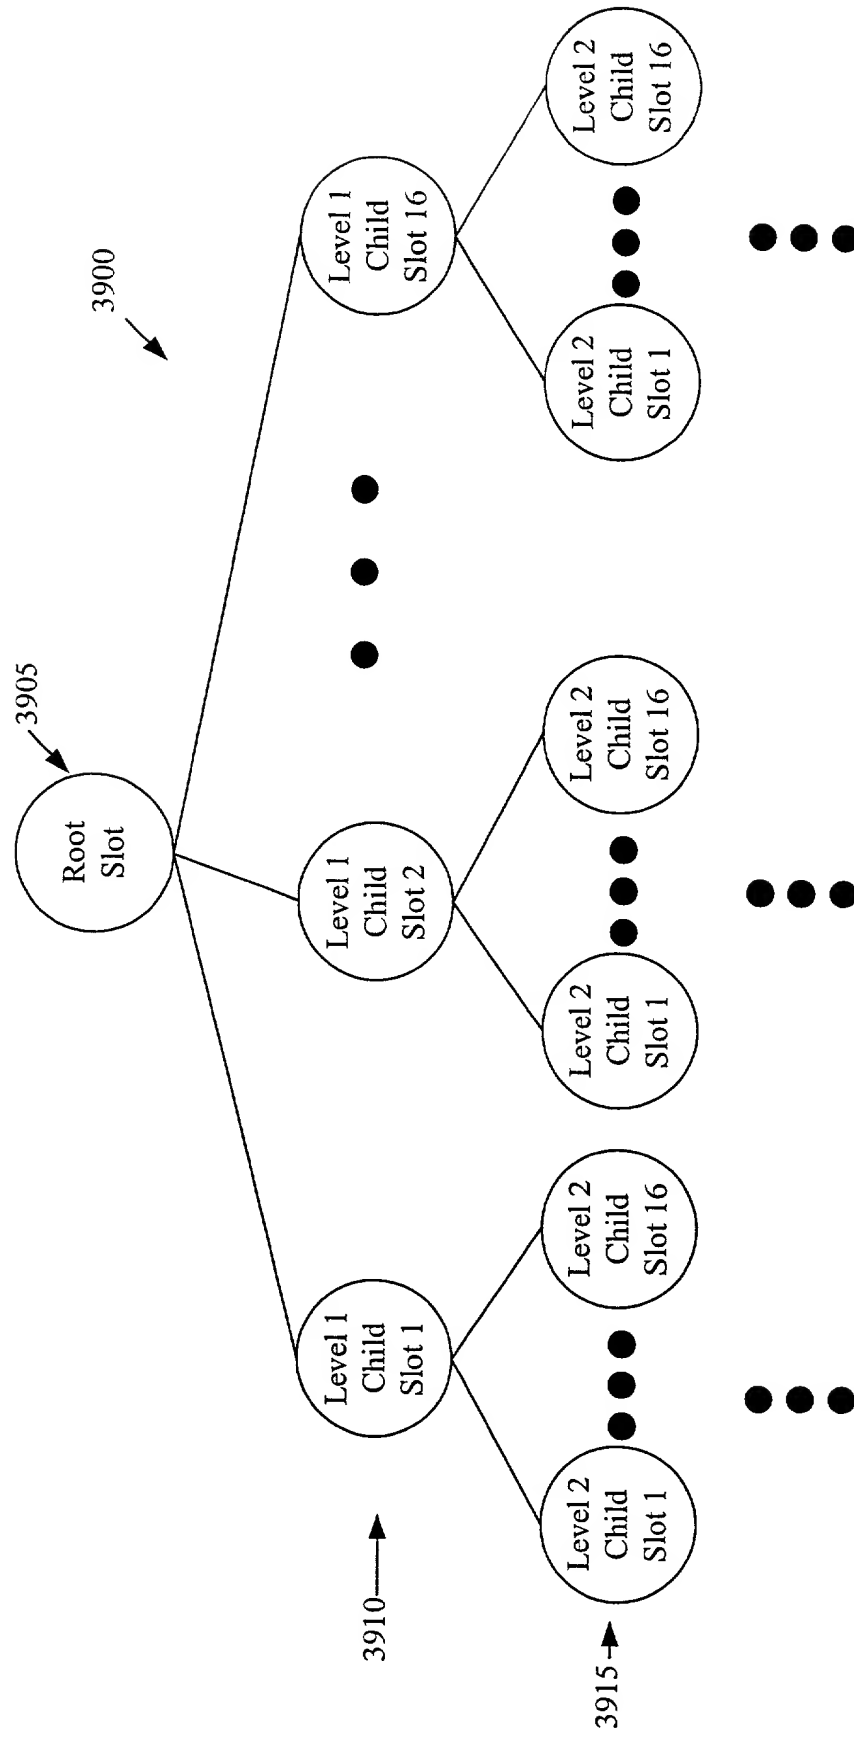 3900
3905
Root
Slot
3910
Level 1
Child
Slot 1
Level 1
Child
Slot 2
Level 1
Child
Slot 16
3915
Level 2
Child
Slot 1
Level 2
Child
Slot 16
Level 2
Child
Slot 1
Level 2
Child
Slot 16
Level 2
Child
Slot 1
Level 2
Child
Slot 16